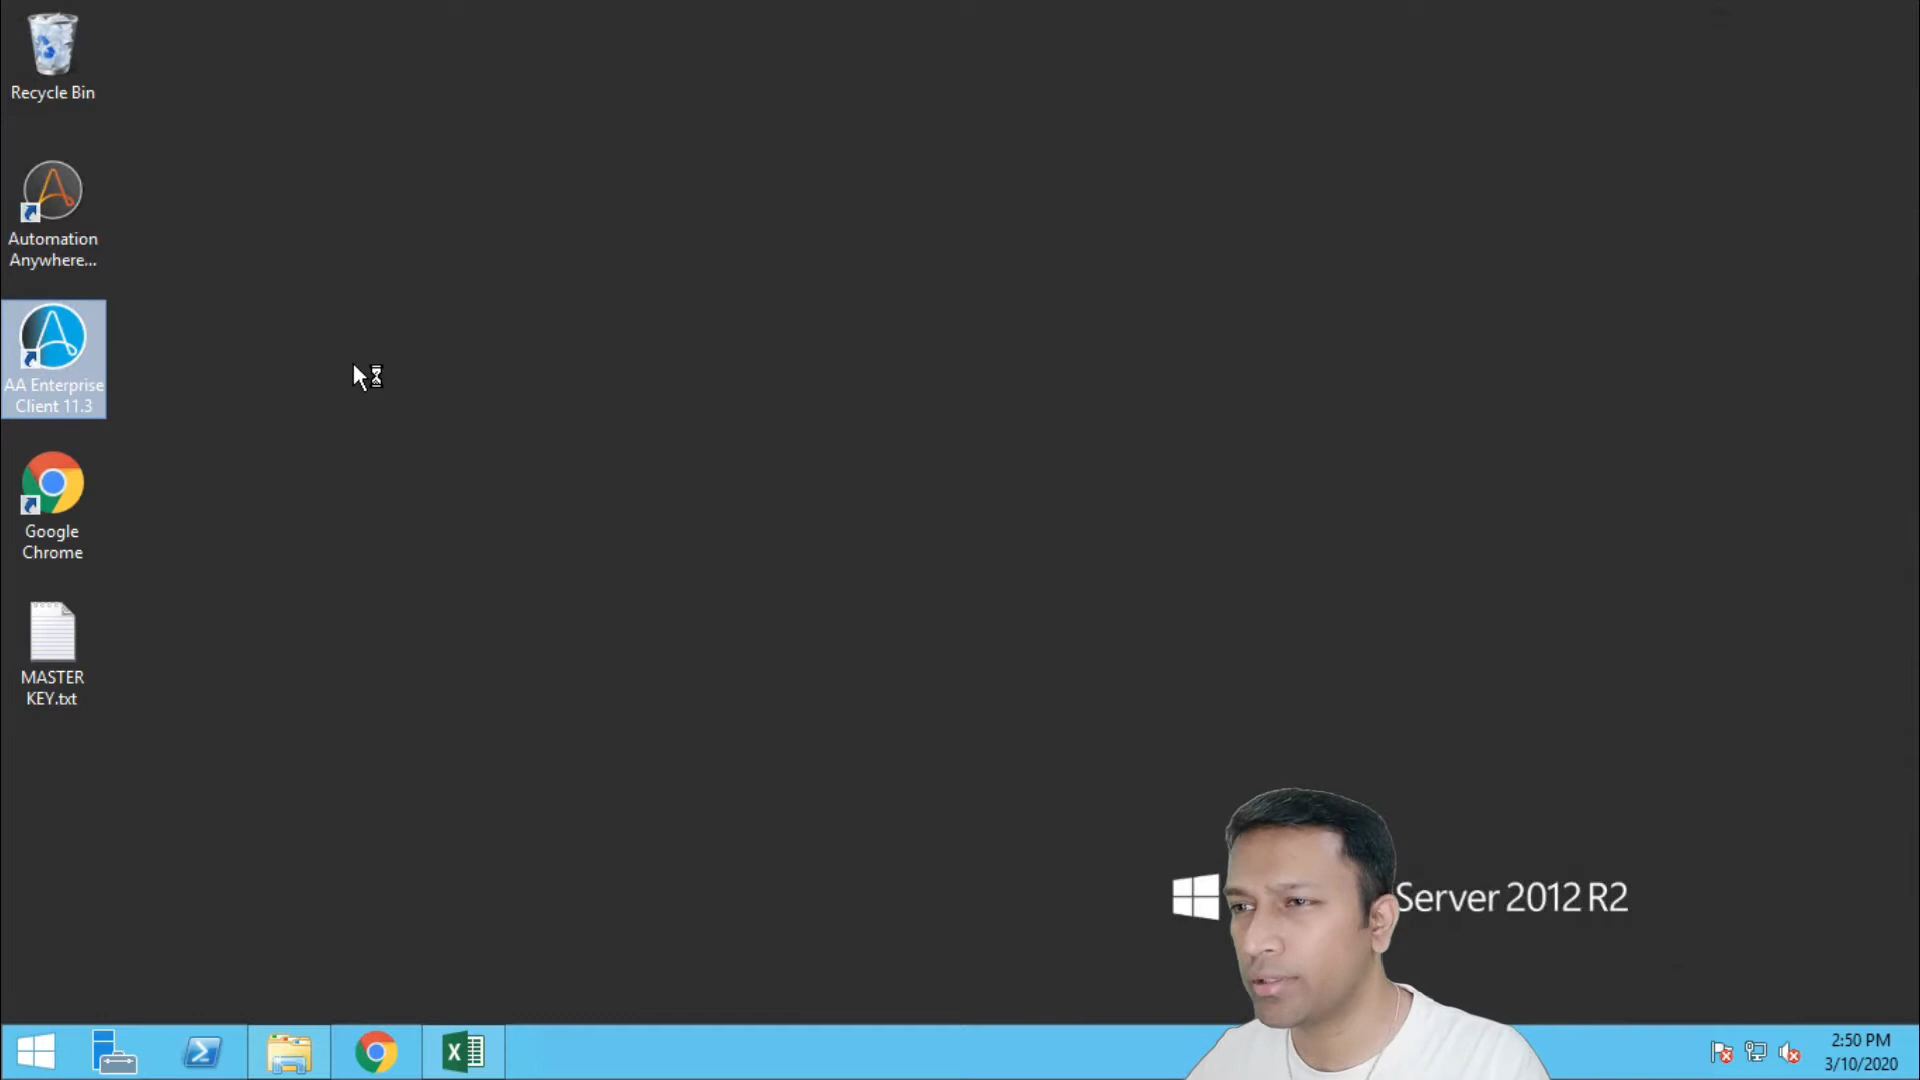 Recycle Bin
Automation
Anywhere...
AA Enterprise
Client 11.3
Google
Chrome
MASTER
KEY.txt
Server 2012 R2
2:50 PM
3/10/2020